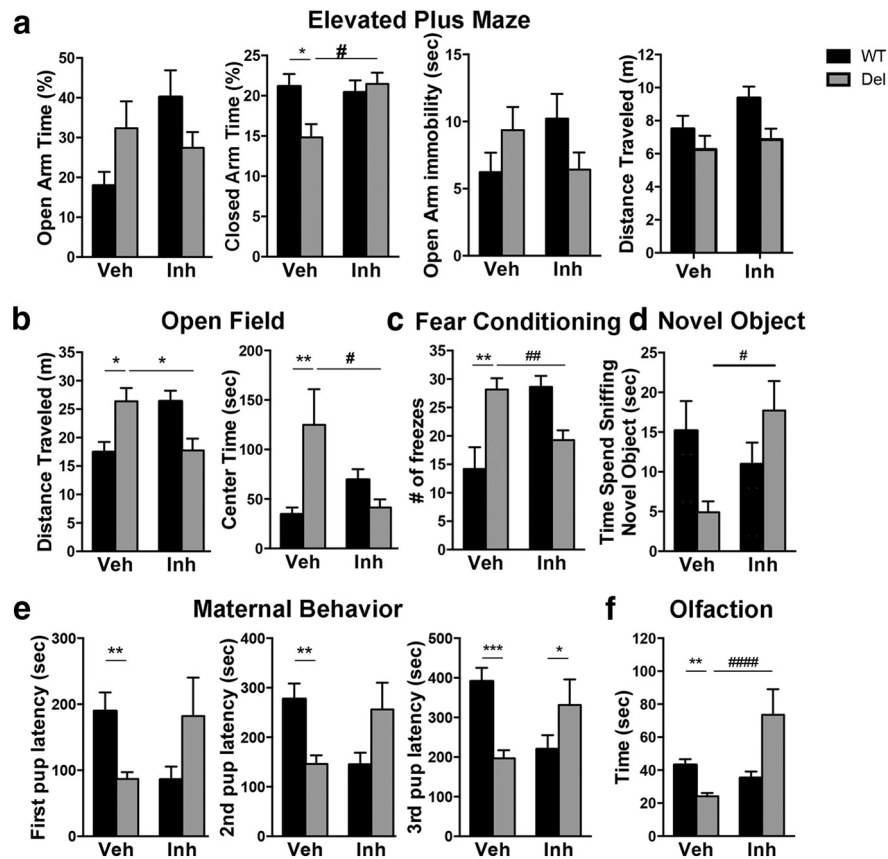 a
Elevated Plus Maze
WT
Del
Open Arm Time (%)
50
40
30
20
10
0
Veh
Inh
Closed Arm Time (%)
25
20
15
10
5
0
*
#
Veh
Inh
Open Arm immobility (sec)
15
10
5
0
Veh
Inh
Distance Traveled (m)
12
10
8
6
4
2
0
Veh
Inh
b
Open Field
Distance Traveled (m)
35
30
25
20
15
10
5
0
*
*
Veh
Inh
Center Time (sec)
200
150
100
50
0
**
#
Veh
Inh
c
Fear Conditioning
# of freezes
35
30
25
20
15
10
5
0
**
##
Veh
Inh
d
Novel Object
Time Spend Sniffing
Novel Object (sec)
25
20
15
10
5
0
#
Veh
Inh
e
Maternal Behavior
First pup latency (sec)
300
200
100
0
**
Veh
Inh
2nd pup latency (sec)
400
300
200
100
0
**
Veh
Inh
3rd pup latency (sec)
500
400
300
200
100
0
***
*
Veh
Inh
f
Olfaction
Time (sec)
120
100
80
60
40
20
0
**
####
Veh
Inh